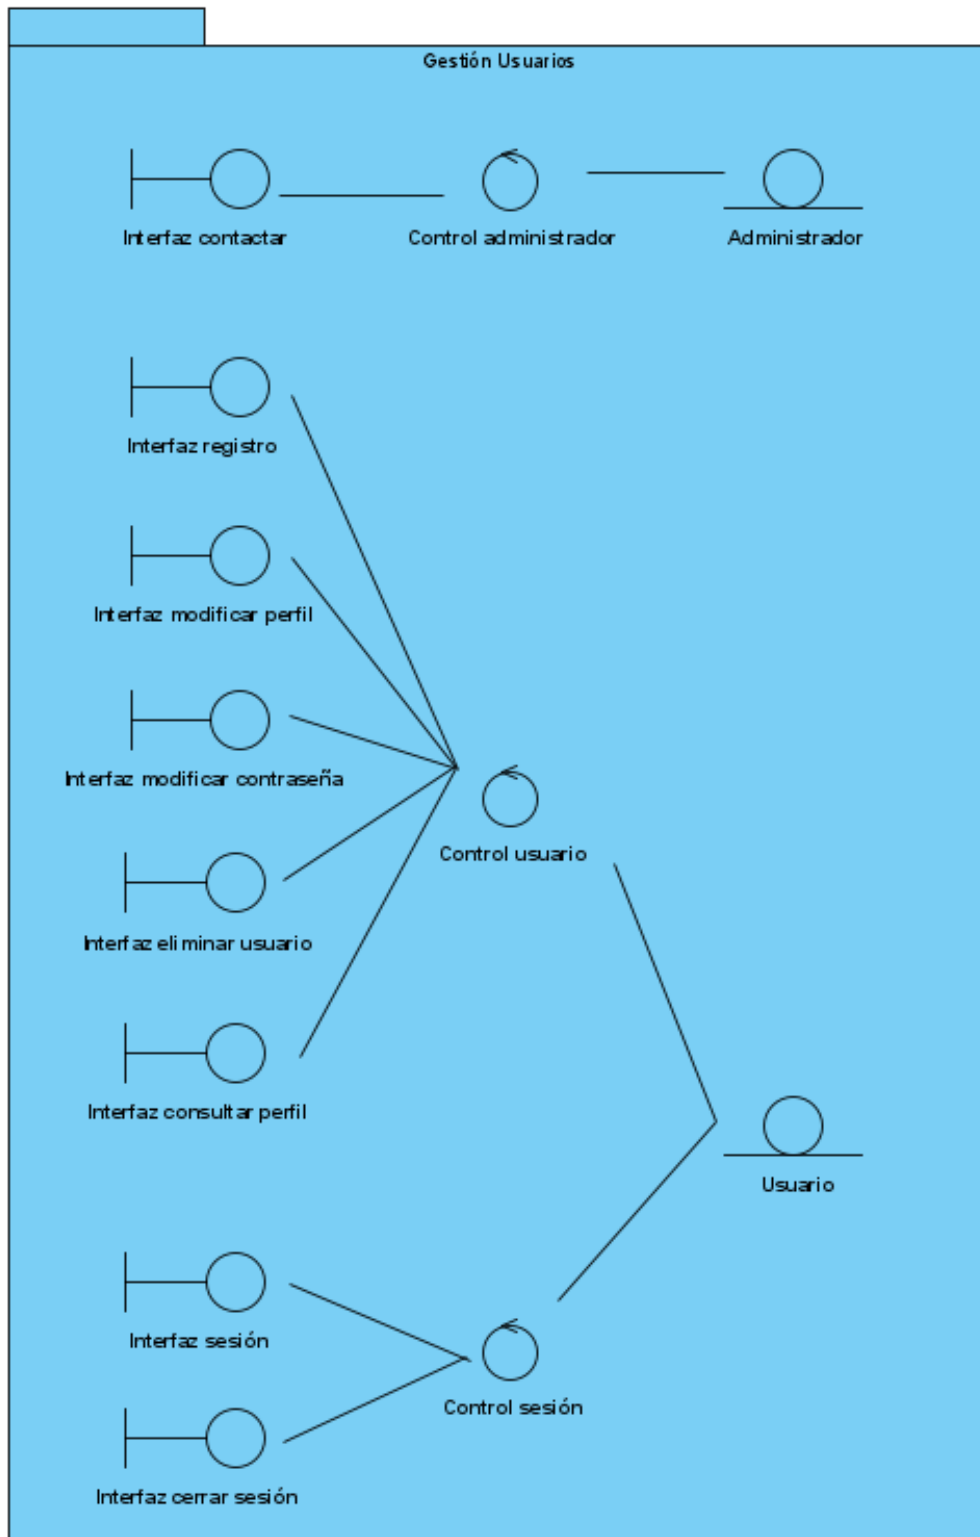 Gestión Usuarios
Interfaz contactar
Control administrador
Administrador
Interfaz registro
Interfaz modificar perfil
Interfaz modificar contraseña
Control usuario
Interfaz eliminar usuario
Interfaz consultar perfil
Usuario
Interfaz sesión
Control sesión
Interfaz cerrar sesión